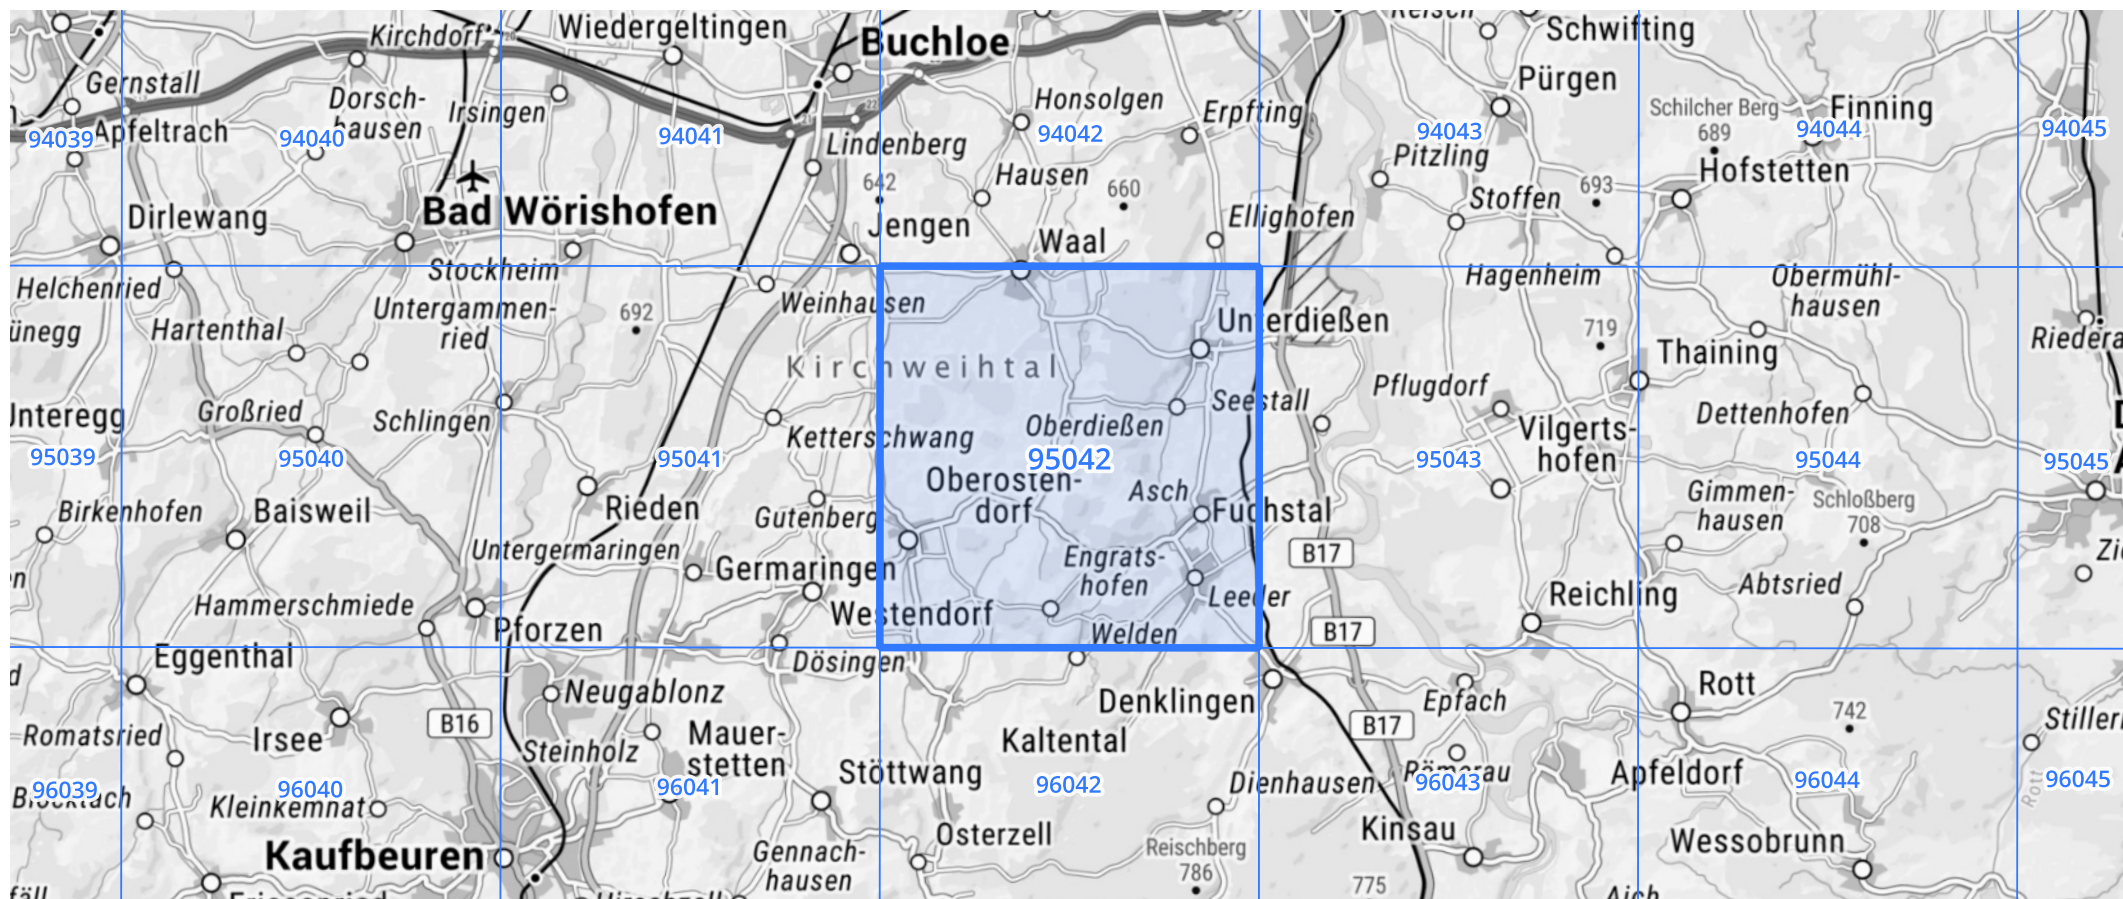 Kirchdorf
Wiedergeltingen
Buchloe
Schwifting
Gernstall
Dorsch-
hausen
Irsingen
Honsolgen
Erpfting
Pürgen
Schilcher Berg
689
Finning
94039
Apfeltrach
94040
94041
Lindenberg
94042
94043
94044
94045
Pitzling
Hausen
Hofstetten
642
660
693
Stoffen
Dirlewang
Bad Wörishofen
Jengen
Waal
Ellighofen
Stockheim
Helchenried
Untergammen-
ried
692
Weinhausen
Hagenheim
Obermühl-
hausen
ünegg
Hartenthal
Unterdießen
719
Thaining
Riedera
Kirchweihtal
Pflugdorf
Seestall
Unteregg
Großried
Schlingen
Ketterschwang
Oberdießen
Vilgerts-
hofen
Dettenhofen
95039
95040
95041
95042
95043
95044
95045
Birkenhofen
Baisweil
Rieden
Gutenberg
Oberosten-
dorf
Asch
Fuchstal
Gimmen-
hausen
Schloßberg
708
Untergermaringen
Germaringen
Engrats-
hofen
B17
Abtsried
Hammerschmiede
Westendorf
Leeder
Reichling
Pforzen
Welden
B17
Eggenthal
Dösingen
Neugablonz
Denklingen
Epfach
Rott
Romatsried
Irsee
B16
Steinholz
Mauer-
stetten
Kaltental
B17
742
Stöttwang
Dienhausen
Römerau
Apfeldorf
96039
96040
96041
96042
96043
96044
96045
Kleinkemnat
Rott
Kaufbeuren
Gennach-
hausen
Osterzell
Reischberg
786
Kinsau
775
Wessobrunn